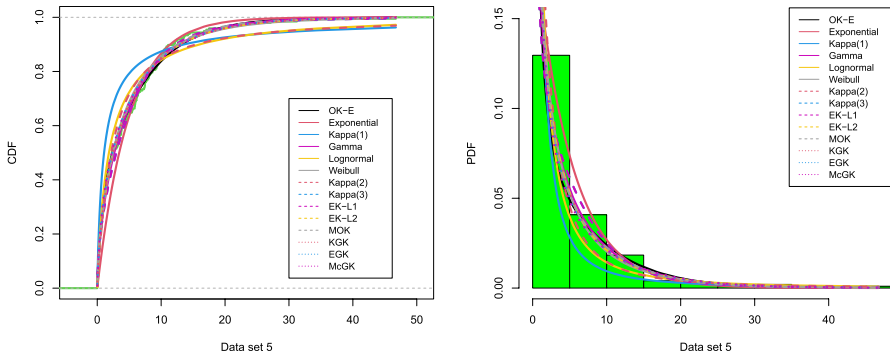 CDF
1.0
0.8
0.6
0.4
0.2
0.0
OK−E
Exponential
Kappa(1)
Gamma
Lognormal
Weibull
Kappa(2)
Kappa(3)
EK−L1
EK−L2
MOK
KGK
EGK
McGK
0 10 20 30 40 50
Data set 5
PDF
0.15
0.10
0.05
0.00
OK−E
Exponential
Kappa(1)
Gamma
Lognormal
Weibull
Kappa(2)
Kappa(3)
EK−L1
EK−L2
MOK
KGK
EGK
McGK
0 10 20 30 40
Data set 5